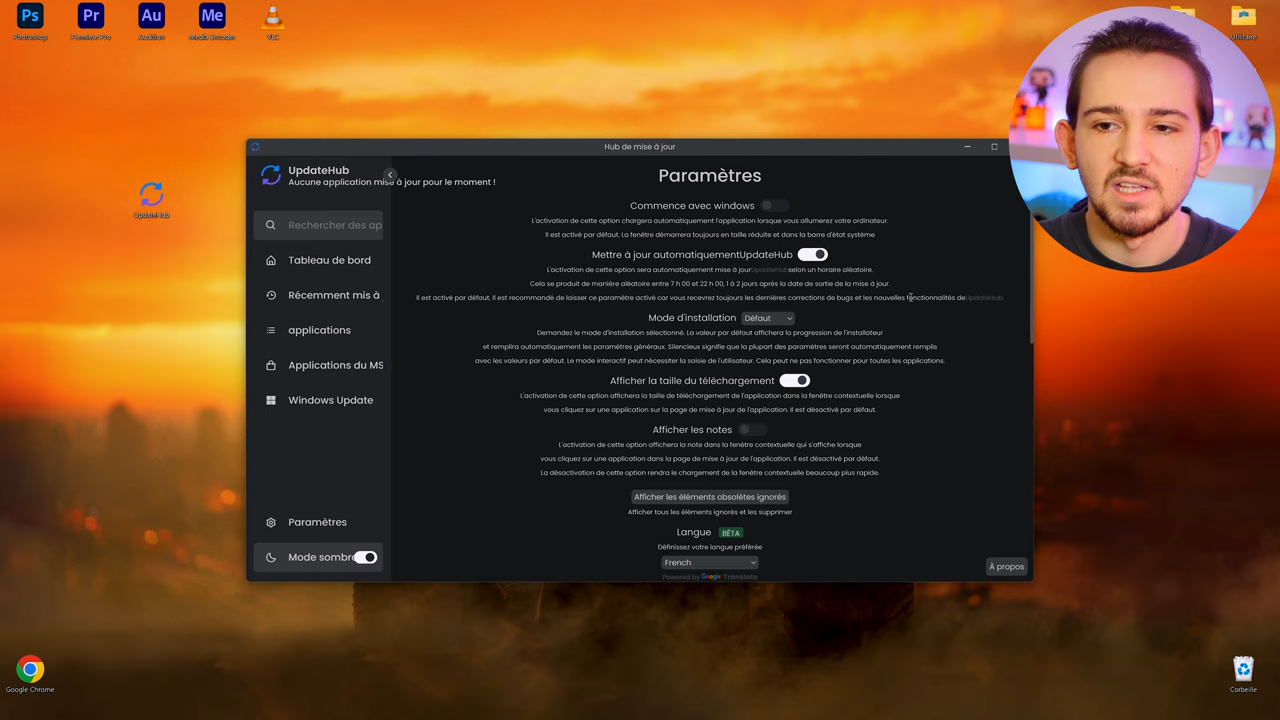 Ps
Pr
Au
Me
Photoshop
Premiere Pro
Audition
Media Encoder
VLC
Utilitaire
Hub de mise à jour
UpdateHub
Aucune application mise à jour pour le moment !
UpdateHub
Rechercher des ap
Tableau de bord
Récemment mis à
applications
Applications du MS
Windows Update
Paramètres
Mode sombre
Paramètres
Commence avec windows
L'activation de cette option chargera automatiquement l'application lorsque vous allumerez votre ordinateur.
Il est activé par défaut. La fenêtre démarrera toujours en taille réduite et dans la barre d'état système
Mettre à jour automatiquementUpdateHub
L'activation de cette option sera automatiquement mise à jourUpdateHubselon un horaire aléatoire.
Cela se produit de manière aléatoire entre 7 h 00 et 22 h 00, 1 à 2 jours après la date de sortie de la mise à jour.
Il est activé par défaut. Il est recommandé de laisser ce paramètre activé car vous recevrez toujours les dernières corrections de bugs et les nouvelles fonctionnalités deUpdateHub.
Mode d'installation Défaut
Demandez le mode d'installation sélectionné. La valeur par défaut affichera la progression de l'installateur
et remplira automatiquement les paramètres généraux. Silencieux signifie que la plupart des paramètres seront automatiquement remplis
avec les valeurs par défaut. Le mode interactif peut nécessiter la saisie de l'utilisateur. Cela peut ne pas fonctionner pour toutes les applications.
Afficher la taille du téléchargement
L'activation de cette option affichera la taille de téléchargement de l'application dans la fenêtre contextuelle lorsque
vous cliquez sur une application sur la page de mise à jour de l'application. Il est désactivé par défaut.
Afficher les notes
L'activation de cette option affichera la note dans la fenêtre contextuelle qui s'affiche lorsque
vous cliquez sur une application dans la page de mise à jour de l'application. Il est désactivé par défaut.
La désactivation de cette option rendra le chargement de la fenêtre contextuelle beaucoup plus rapide.
Afficher les éléments obsolètes ignorés
Afficher tous les éléments ignorés et les supprimer
Langue BÊTA
Définissez votre langue préférée
French
Powered by Google Translate
À propos
Google Chrome
Corbeille